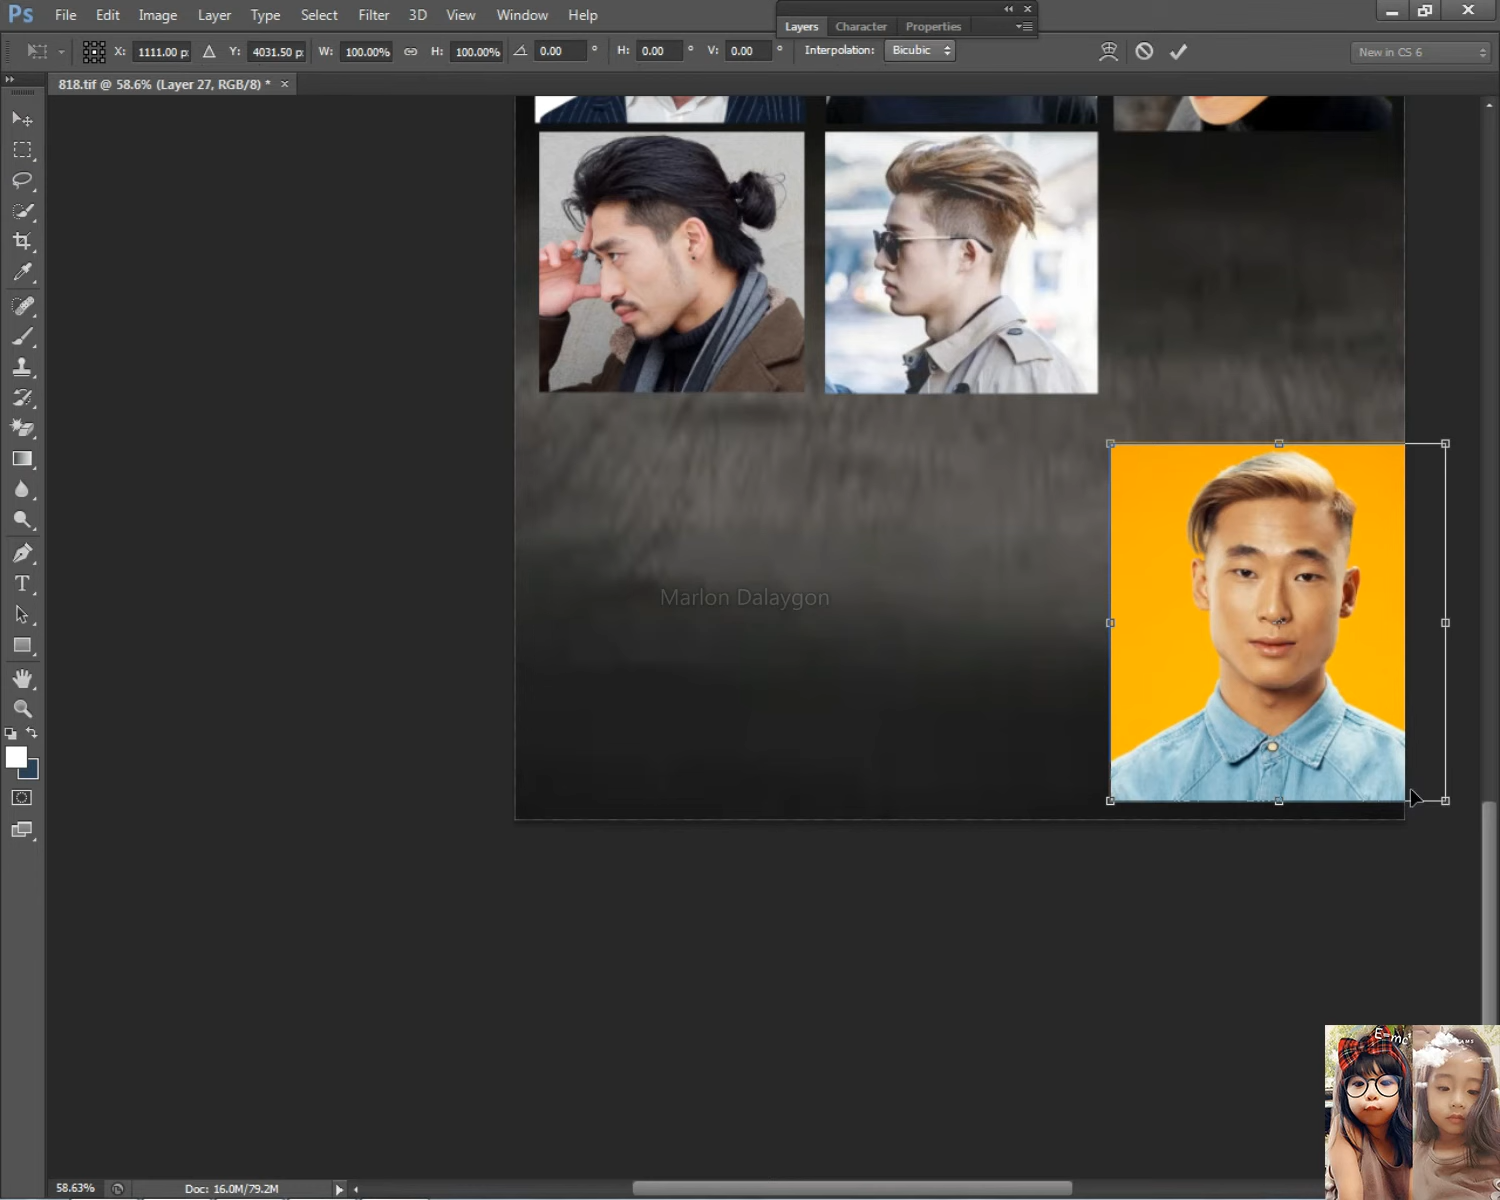 Ps File Edit Image Layer Type Select Filter 3D View Window Help
Layers Character Properties
X: 1111.00 p Y: 4031.50 p W: 100.00% H: 100.00% 0.00 ° H: 0.00 ° V: 0.00 ° Interpolation: Bicubic New in CS 6
818.tif @ 58.6% (Layer 27, RGB/8) * ×
Marlon Dalaygon
T
E=mc²
58.63% Doc: 16.0M/79.2M